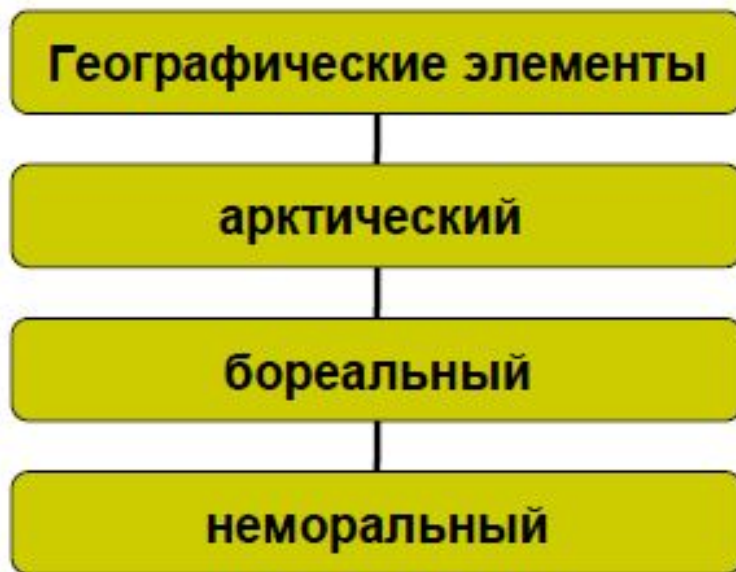 Географические элементы
арктический
бореальный
неморальный